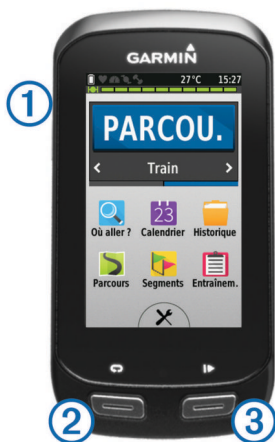 GARMIN
27°C 15:27
1
PARCOU.
Train
Où aller ? Calendrier Historique
23
Parcours Segments Entraînem.
2 3